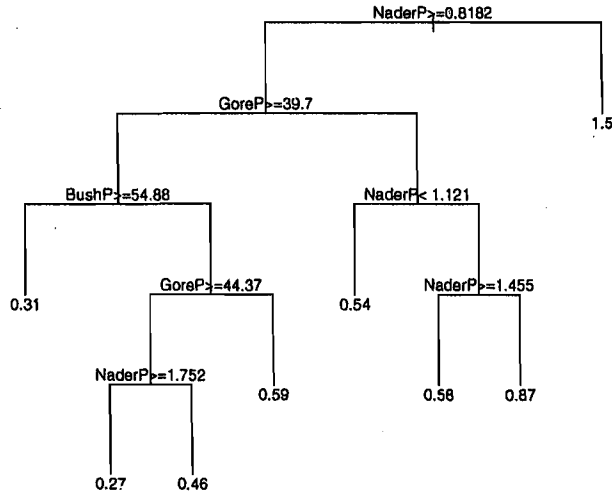 NaderP>=0.8182
GoreP>=39.7
1.5
BushP>=54.88
NaderP< 1.121
0.31
GoreP>=44.37
0.54
NaderP>=1.455
NaderP>=1.752
0.59
0.58
0.87
0.27
0.46